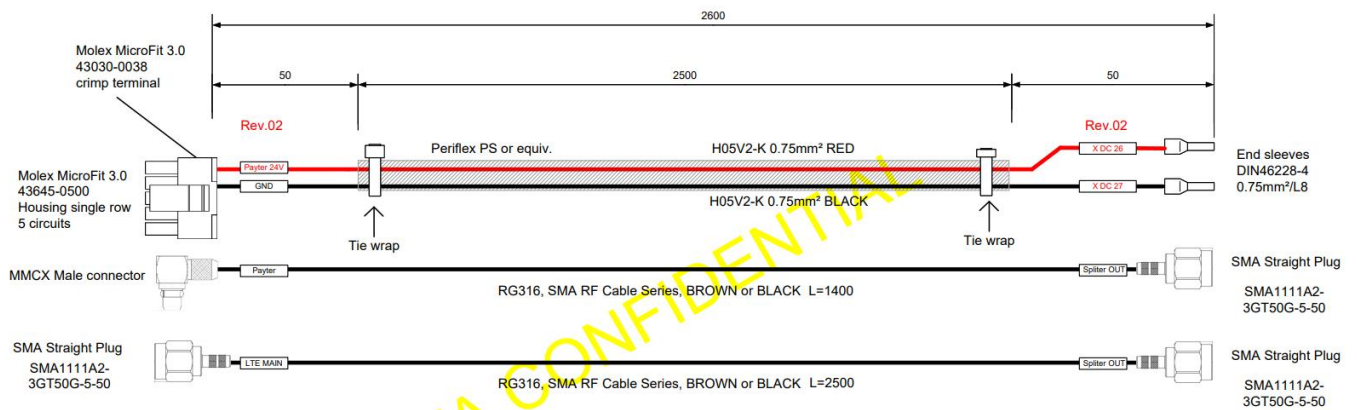 2600
Molex MicroFit 3.0
43030-0038
crimp terminal
50
2500
50
Rev.02
Rev.02
Periflex PS or equiv.
H05V2-K 0.75mm² RED
Payter 24V
X DC 26
End sleeves
DIN46228-4
0.75mm²/L8
Molex MicroFit 3.0
43645-0500
Housing single row
5 circuits
GND
X DC 27
H05V2-K 0.75mm² BLACK
Tie wrap
Tie wrap
MMCX Male connector
Payter
Spliter OUT
SMA Straight Plug
SMA1111A2-
3GT50G-5-50
RG316, SMA RF Cable Series, BROWN or BLACK L=1400
SMA Straight Plug
SMA1111A2-
3GT50G-5-50
LTE MAIN
Spliter OUT
SMA Straight Plug
SMA1111A2-
3GT50G-5-50
RG316, SMA RF Cable Series, BROWN or BLACK L=2500
CONFIDENTIAL